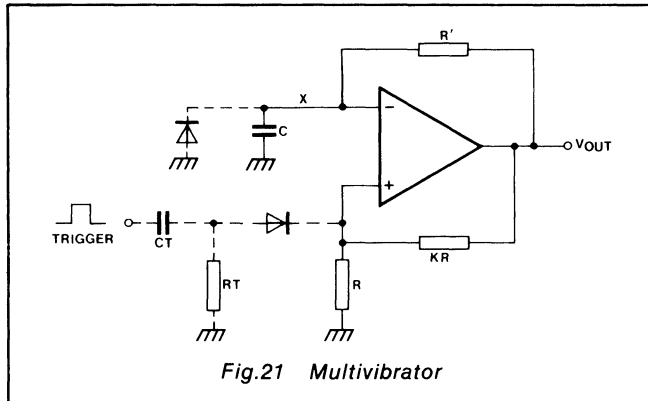 R'
X
−
C
VOUT
+
TRIGGER
CT
KR
RT
R
Fig.21 Multivibrator